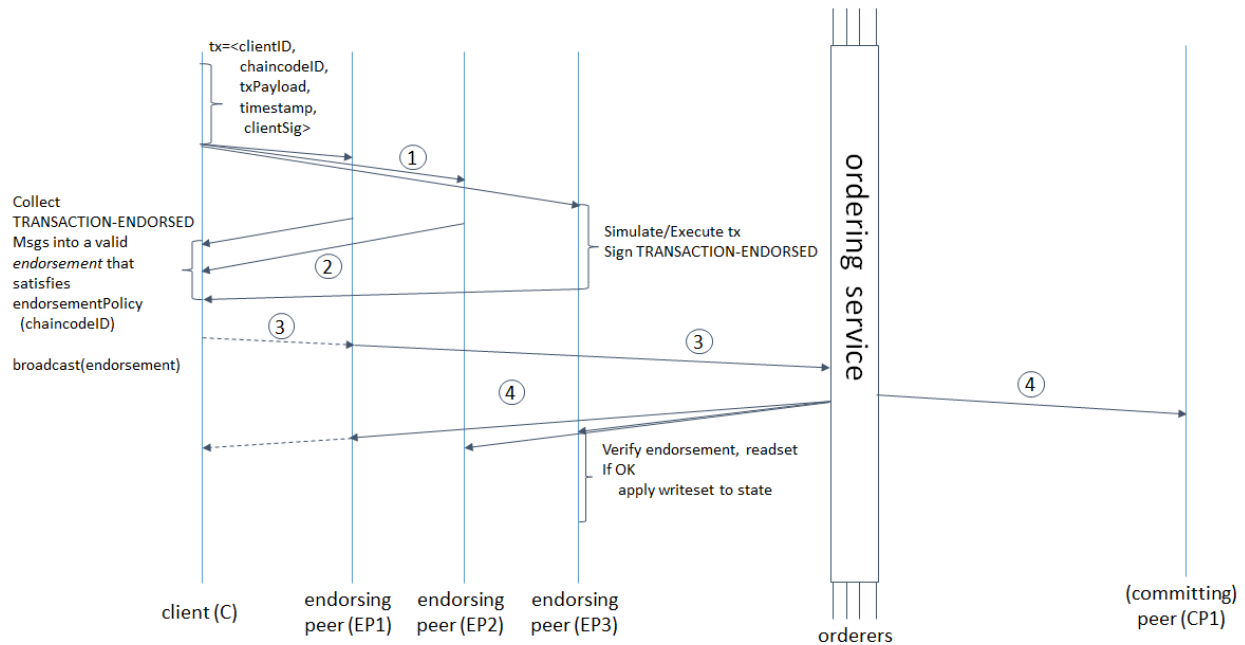 tx=<clientID,
chaincodeID,
txPayload,
timestamp,
clientSig>
1
Collect
TRANSACTION-ENDORSED
Msgs into a valid
endorsement that
satisfies
endorsementPolicy
(chaincodeID)
Simulate/Execute tx
Sign TRANSACTION-ENDORSED
2
3
3
broadcast(endorsement)
ordering service
4
4
Verify endorsement, readset
If OK
apply writeset to state
client (C)
endorsing
peer (EP1)
endorsing
peer (EP2)
endorsing
peer (EP3)
orderers
(committing)
peer (CP1)